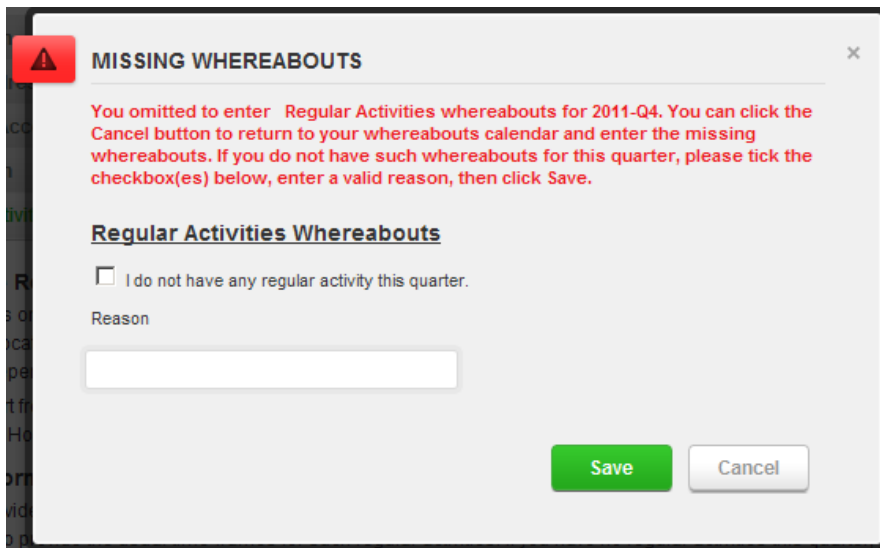 MISSING WHEREABOUTS
×
You omitted to enter Regular Activities whereabouts for 2011-Q4. You can click the
Cancel button to return to your whereabouts calendar and enter the missing
whereabouts. If you do not have such whereabouts for this quarter, please tick the
checkbox(es) below, enter a valid reason, then click Save.
Regular Activities Whereabouts
I do not have any regular activity this quarter.
Reason
Save
Cancel